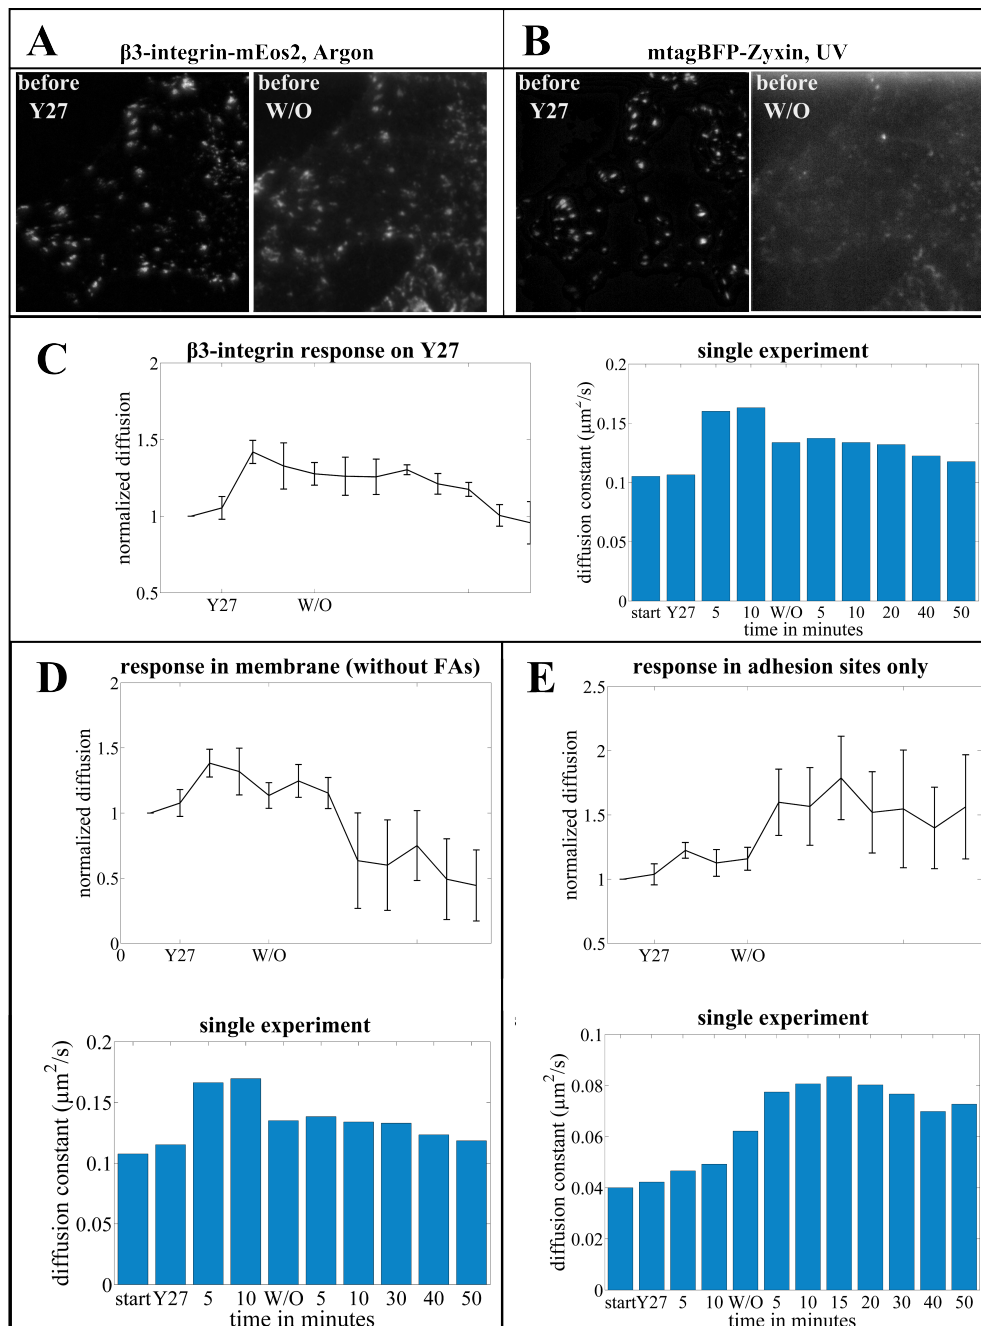 A
β3-integrin-mEos2, Argon
before
Y27
before
W/O
B
mtagBFP-Zyxin, UV
before
Y27
before
W/O
C
β3-integrin response on Y27
2
1.5
1
0.5
normalized diffusion
Y27
W/O
single experiment
0.2
0.15
0.1
0.05
0
diffusion constant (μm²/s)
start Y27 5 10 W/O 5 10 20 40 50
time in minutes
D
response in membrane (without FAs)
2
1.5
1
0.5
0
normalized diffusion
0 Y27 W/O
single experiment
0.2
0.15
0.1
0.05
0
diffusion constant (μm²/s)
start Y27 5 10 W/O 5 10 30 40 50
time in minutes
E
response in adhesion sites only
2.5
2
1.5
1
0.5
normalized diffusion
Y27 W/O
single experiment
0.1
0.08
0.06
0.04
0.02
0
diffusion constant (μm²/s)
start Y27 5 10 W/O 5 10 15 20 30 40 50
time in minutes